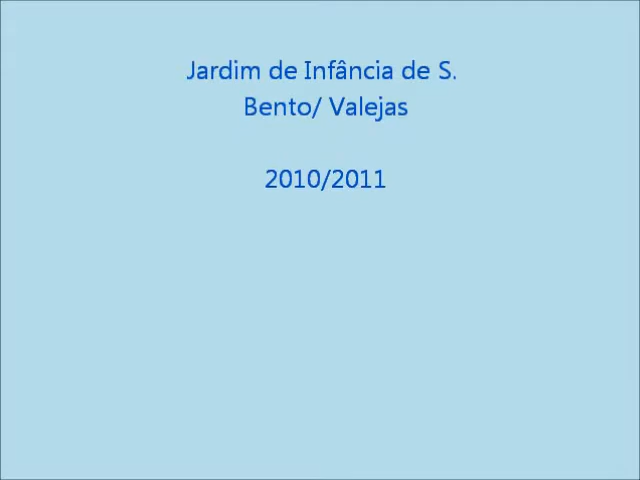 Jardim de Infância de S.
Bento/ Valejas
2010/2011